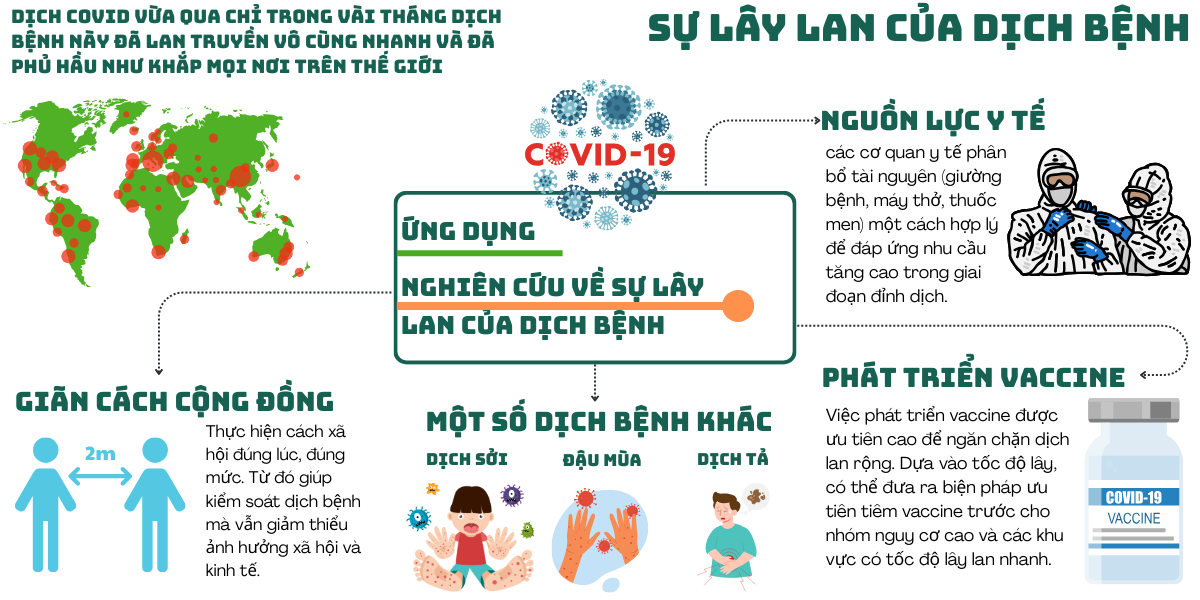 DỊCH COVID VỪA QUA CHỈ TRONG VÀI THÁNG DỊCH
BỆNH NÀY ĐÃ LAN TRUYỀN VÔ CÙNG NHANH VÀ ĐÃ
PHỦ HẦU NHƯ KHẮP MỌI NƠI TRÊN THẾ GIỚI
SỰ LÂY LAN CỦA DỊCH BỆNH
COVID-19
ỨNG DỤNG
NGHIÊN CỨU VỀ SỰ LÂY
LAN CỦA DỊCH BỆNH
NGUỒN LỰC Y TẾ
các cơ quan y tế phân
bổ tài nguyên (giường
bệnh, máy thở, thuốc
men) một cách hợp lý
để đáp ứng nhu cầu
tăng cao trong giai
đoạn đỉnh dịch.
GIÃN CÁCH CỘNG ĐỒNG
2m
Thực hiện cách xã
hội đúng lúc, đúng
mức. Từ đó giúp
kiểm soát dịch bệnh
mà vẫn giảm thiểu
ảnh hưởng xã hội và
kinh tế.
MỘT SỐ DỊCH BỆNH KHÁC
DỊCH SỞI
ĐẬU MÙA
DỊCH TẢ
PHÁT TRIỂN VACCINE
Việc phát triển vaccine được
ưu tiên cao để ngăn chặn dịch
lan rộng. Dựa vào tốc độ lây,
có thể đưa ra biện pháp ưu
tiên tiêm vaccine trước cho
nhóm nguy cơ cao và các khu
vực có tốc độ lây lan nhanh.
COVID-19
VACCINE